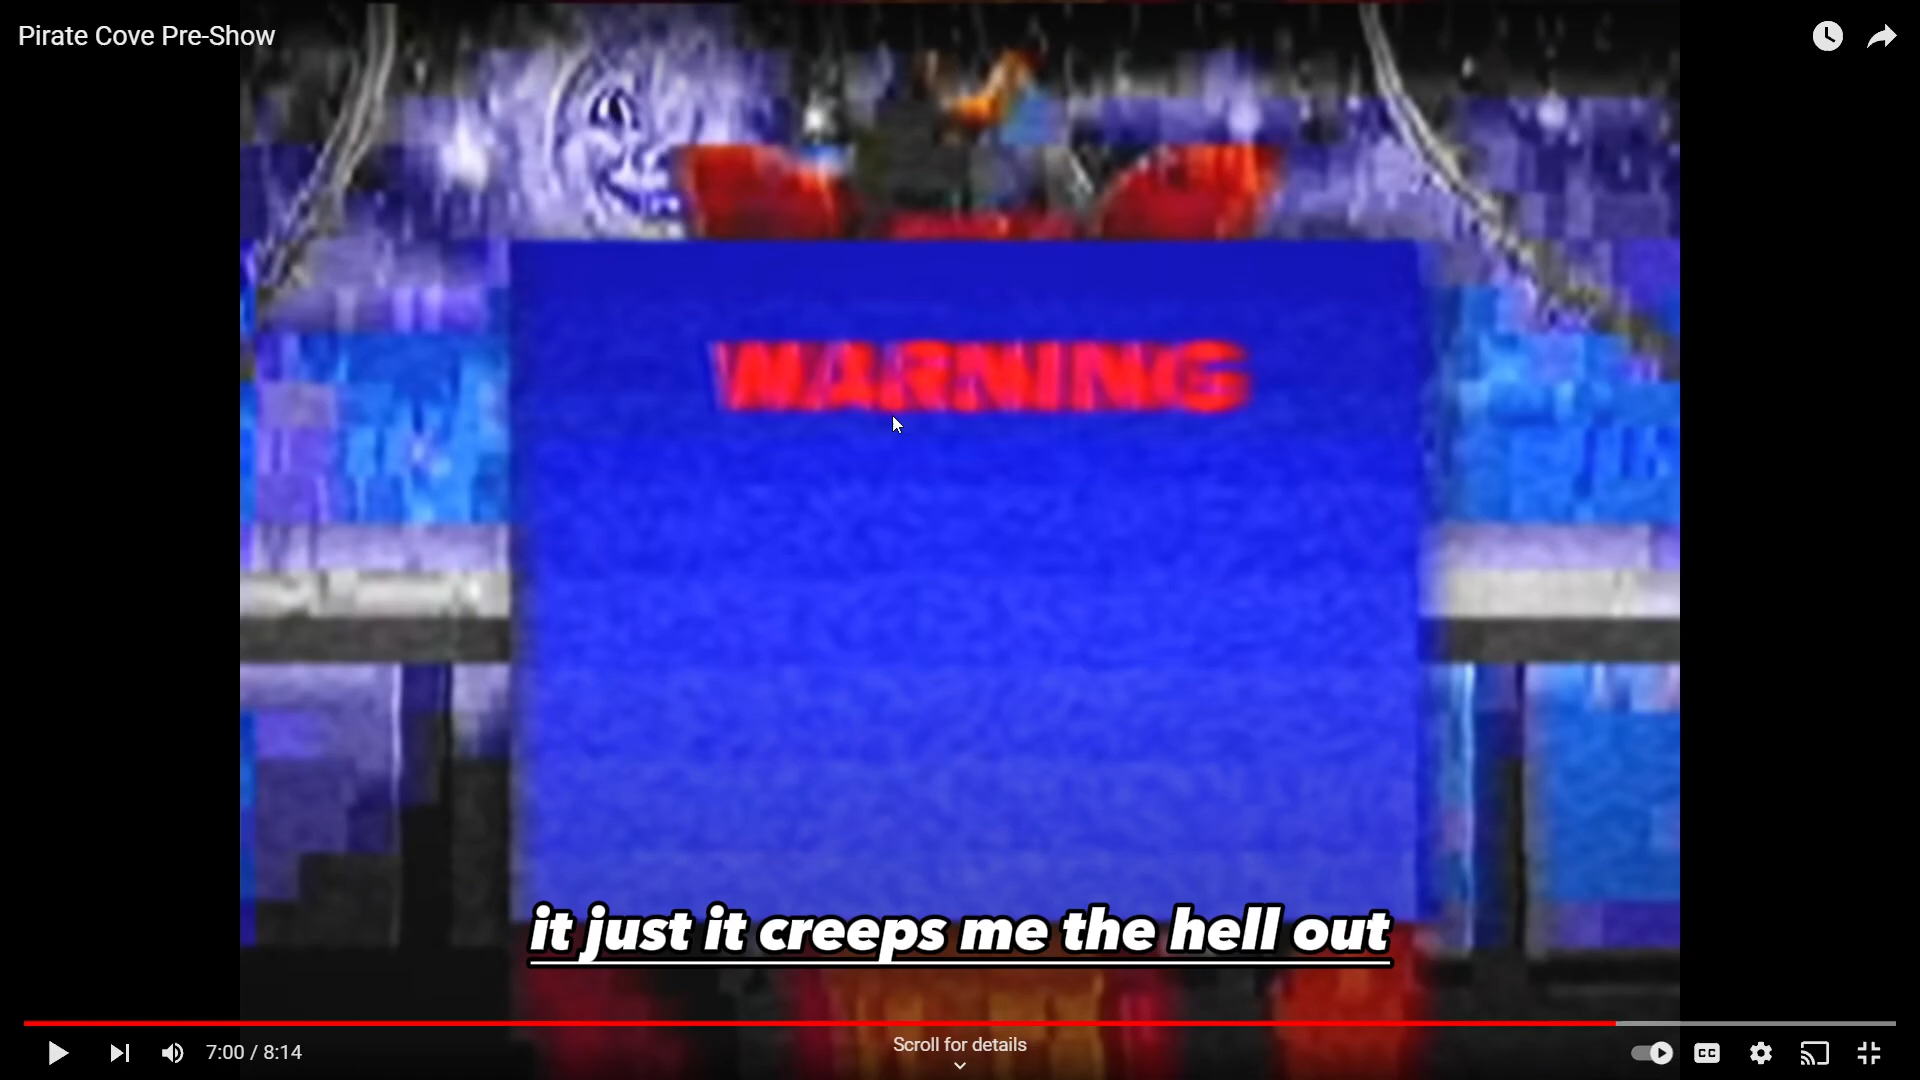 Pirate Cove Pre-Show
WARNING
it just it creeps me the hell out
7:00 / 8:14
Scroll for details
CC